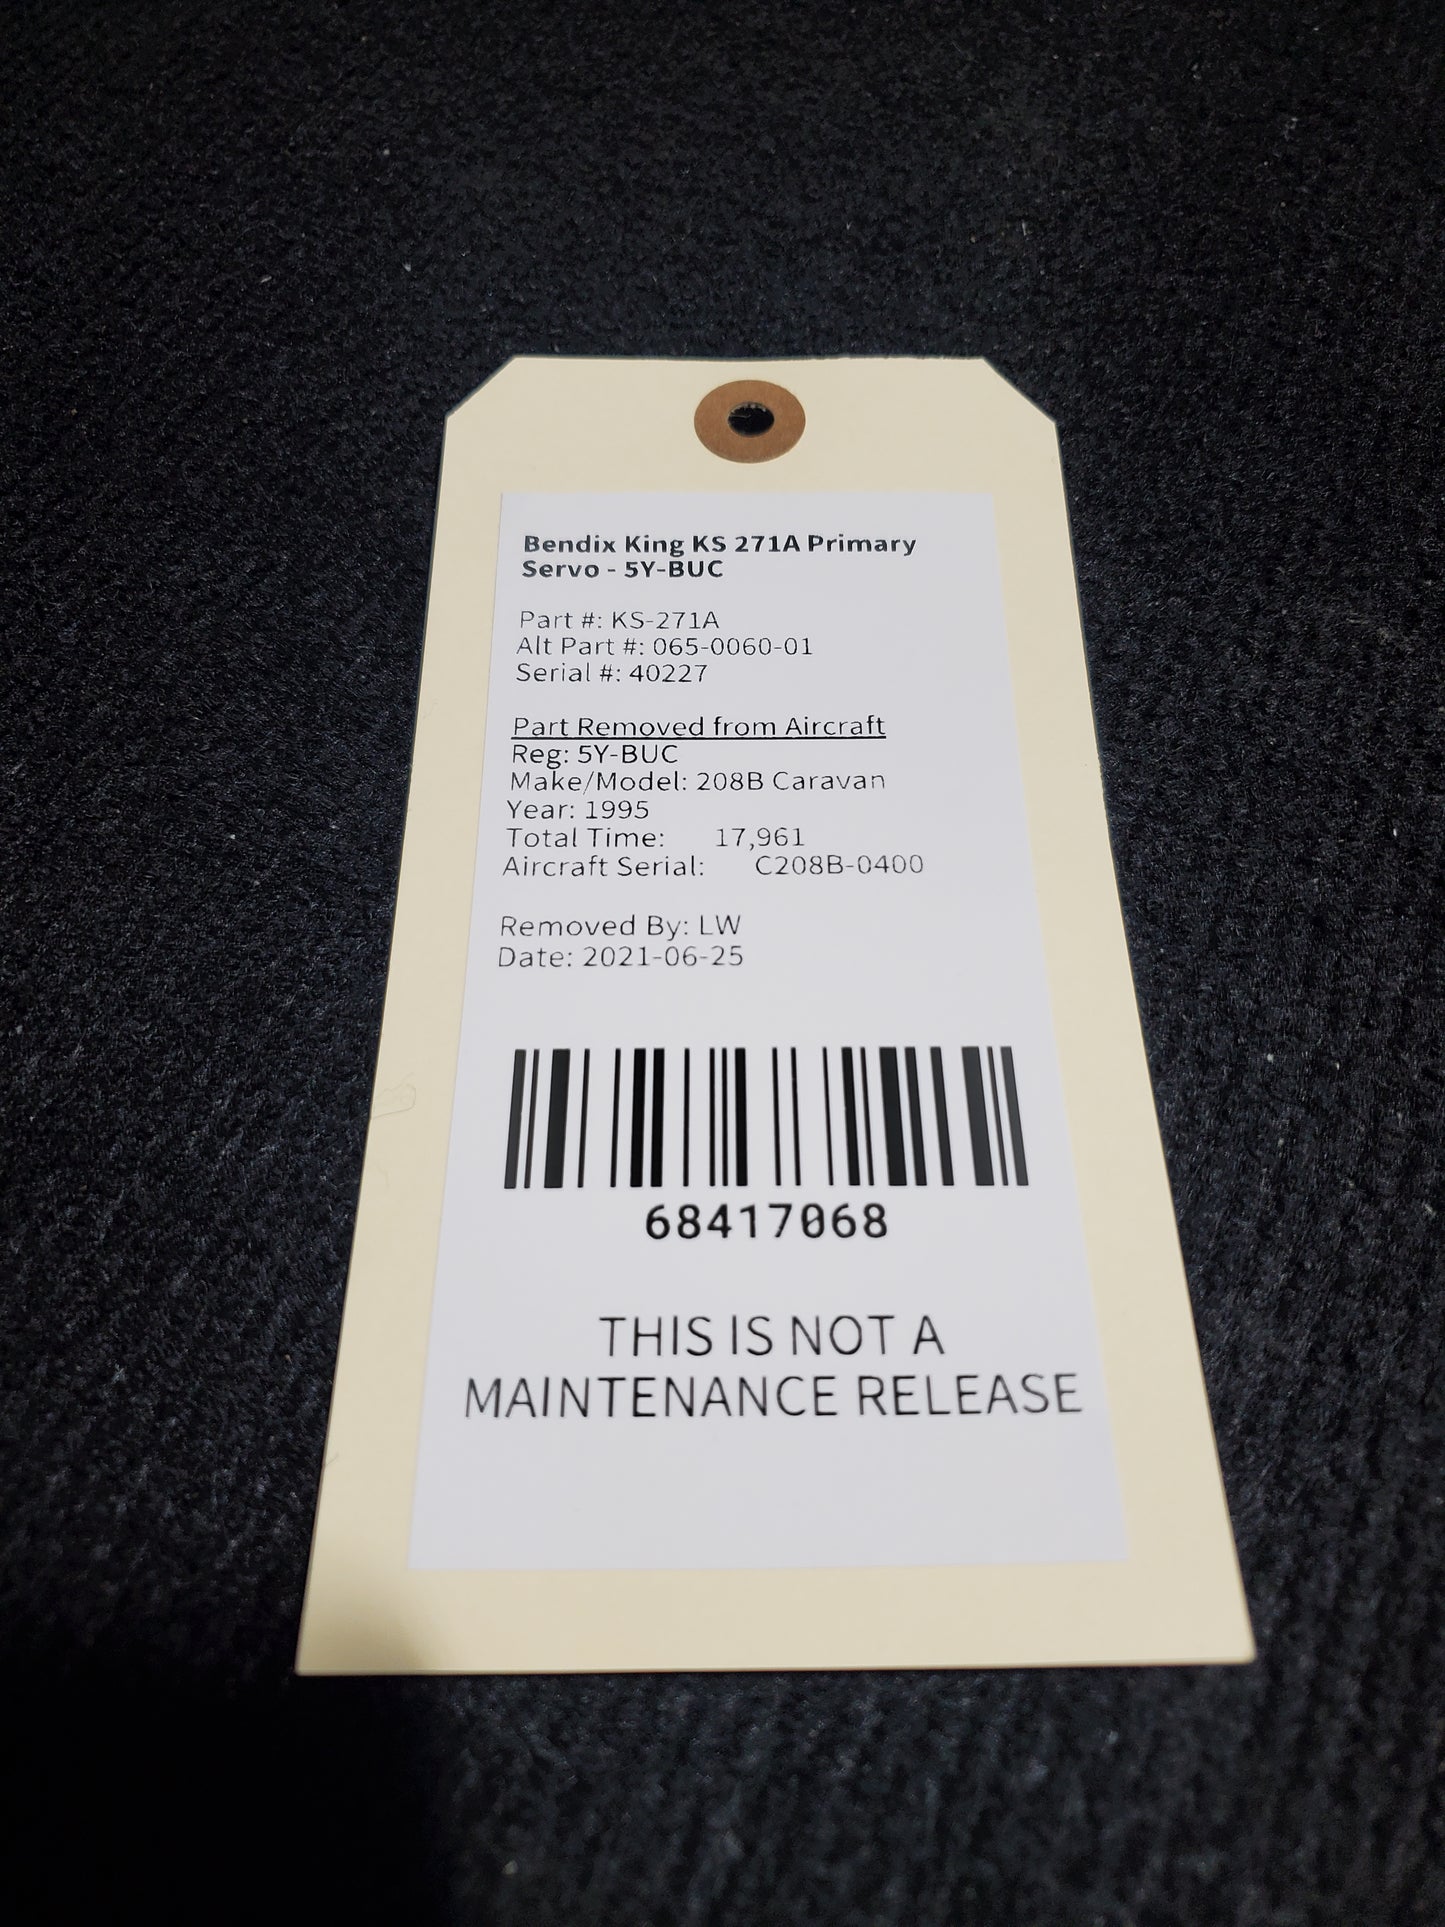 Bendix King KS 271A Primary
Servo - 5Y-BUC
Part #: KS-271A
Alt Part #: 065-0060-01
Serial #: 40227
Part Removed from Aircraft
Reg: 5Y-BUC
Make/Model: 208B Caravan
Year: 1995
Total Time: 17,961
Aircraft Serial: C208B-0400
Removed By: LW
Date: 2021-06-25
68417068
THIS IS NOT A
MAINTENANCE RELEASE